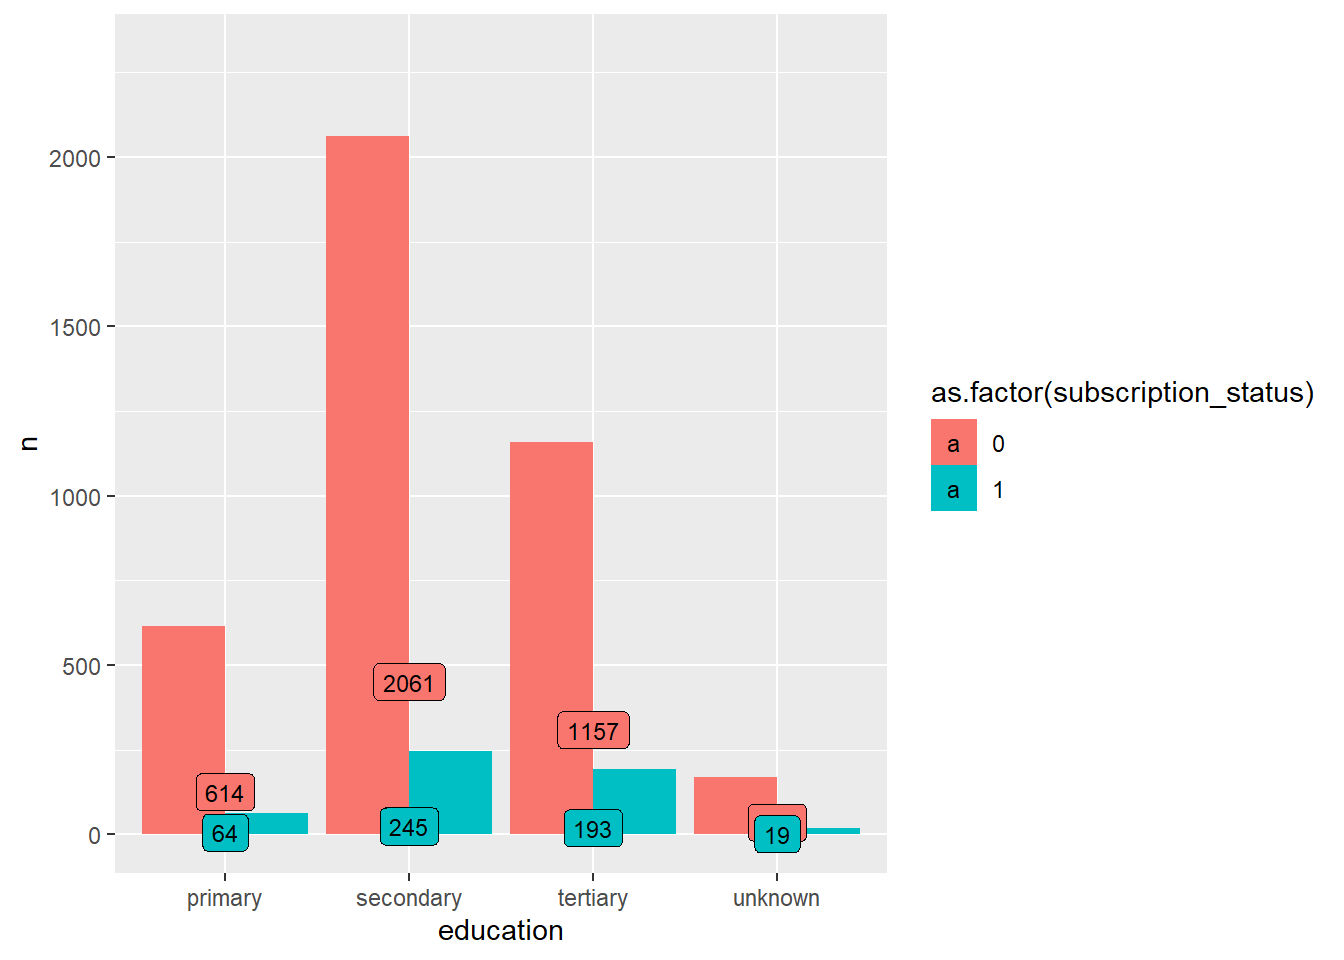 2000
1500
1000
500
0
n
2061
1157
614
64
245
193
19
primary
secondary
tertiary
unknown
education
as.factor(subscription_status)
a 0
a 1